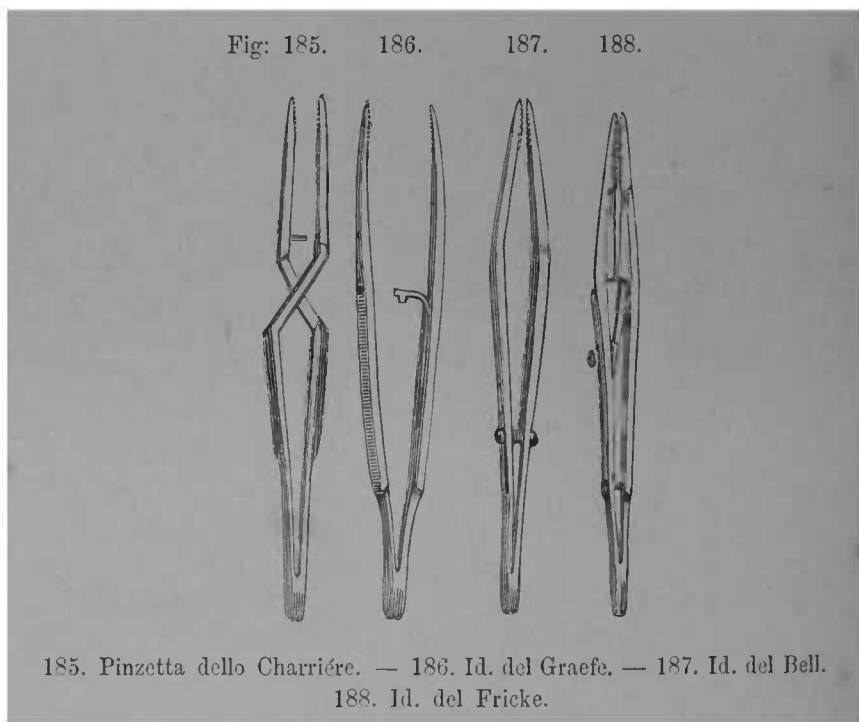 Fig: 185. 186. 187. 188.
185. Pinzetta dello Charriére. — 186. Id. del Graefe. — 187. Id. del Bell.
188. Id. del Fricke.